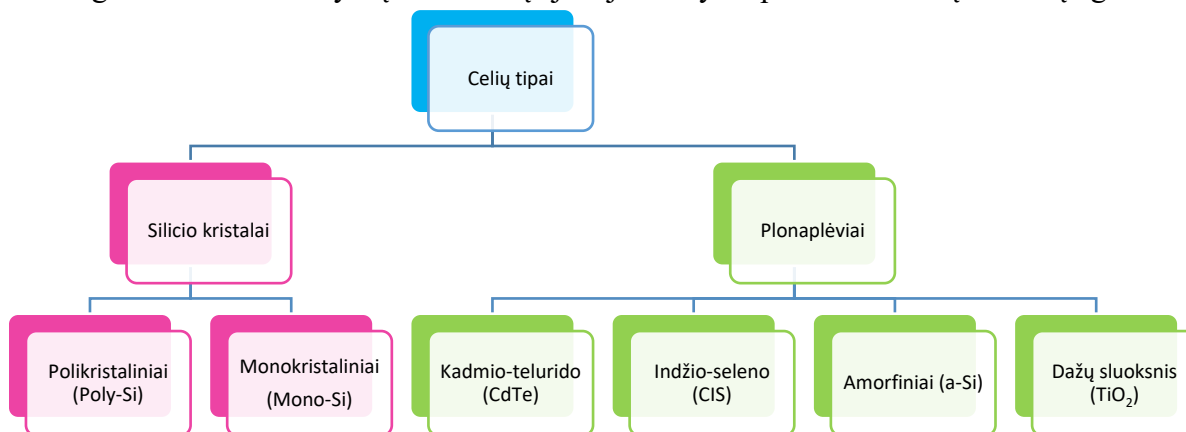 Celių tipai
Silicio kristalai
Plonaplėviai
Polikristaliniai
(Poly-Si)
Monokristaliniai
(Mono-Si)
Kadmio-telurido
(CdTe)
Indžio-seleno
(CIS)
Amorfiniai (a-Si)
Dažų sluoksnis
(TiO₂)